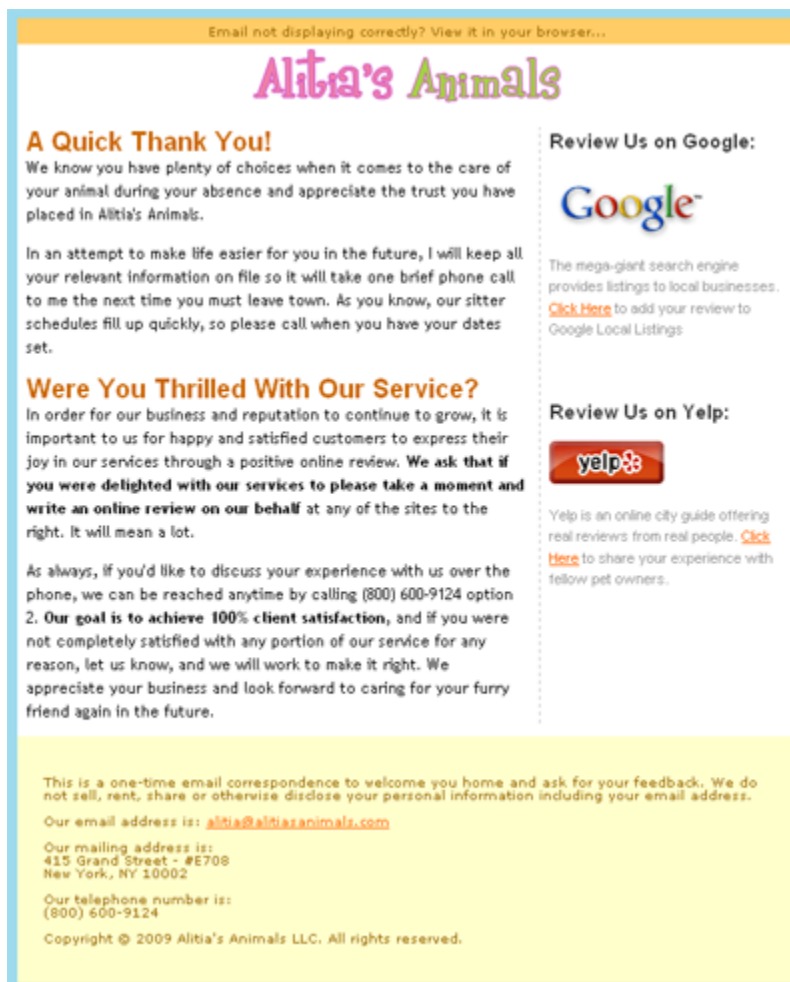 Email not displaying correctly? View it in your browser...
Alitia's Animals
A Quick Thank You!
We know you have plenty of choices when it comes to the care of
your animal during your absence and appreciate the trust you have
placed in Alitia's Animals.
In an attempt to make life easier for you in the future, I will keep all
your relevant information on file so it will take one brief phone call
to me the next time you must leave town. As you know, our sitter
schedules fill up quickly, so please call when you have your dates
set.
Were You Thrilled With Our Service?
In order for our business and reputation to continue to grow, it is
important to us for happy and satisfied customers to express their
joy in our services through a positive online review. We ask that if
you were delighted with our services to please take a moment and
write an online review on our behalf at any of the sites to the
right. It will mean a lot.
As always, if you'd like to discuss your experience with us over the
phone, we can be reached anytime by calling (800) 600-9124 option
2. Our goal is to achieve 100% client satisfaction, and if you were
not completely satisfied with any portion of our service for any
reason, let us know, and we will work to make it right. We
appreciate your business and look forward to caring for your furry
friend again in the future.
Review Us on Google:
Google™
The mega-giant search engine
provides listings to local businesses.
Click Here to add your review to
Google Local Listings
Review Us on Yelp:
yelp
Yelp is an online city guide offering
real reviews from real people. Click
Here to share your experience with
fellow pet owners.
This is a one-time email correspondence to welcome you home and ask for your feedback. We do
not sell, rent, share or otherwise disclose your personal information including your email address.
Our email address is: alitia@alitiasanimals.com
Our mailing address is:
415 Grand Street - #E708
New York, NY 10002
Our telephone number is:
(800) 600-9124
Copyright © 2009 Alitia's Animals LLC. All rights reserved.